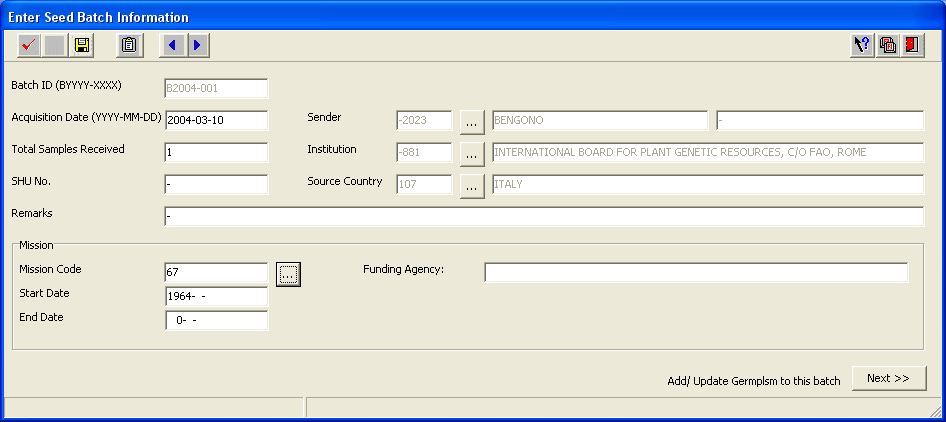 Enter Seed Batch Information
Batch ID (BYYYY-XXXX) B2004-001
Acquisition Date (YYYY-MM-DD) 2004-03-10 Sender -2023 ... BENGONO -
Total Samples Received 1 Institution -881 ... INTERNATIONAL BOARD FOR PLANT GENETIC RESOURCES, C/O FAO, ROME
SHU No. - Source Country 107 ... ITALY
Remarks -
Mission
Mission Code 67 ... Funding Agency:
Start Date 1964- -
End Date 0- -
Add/ Update Germplsm to this batch Next >>